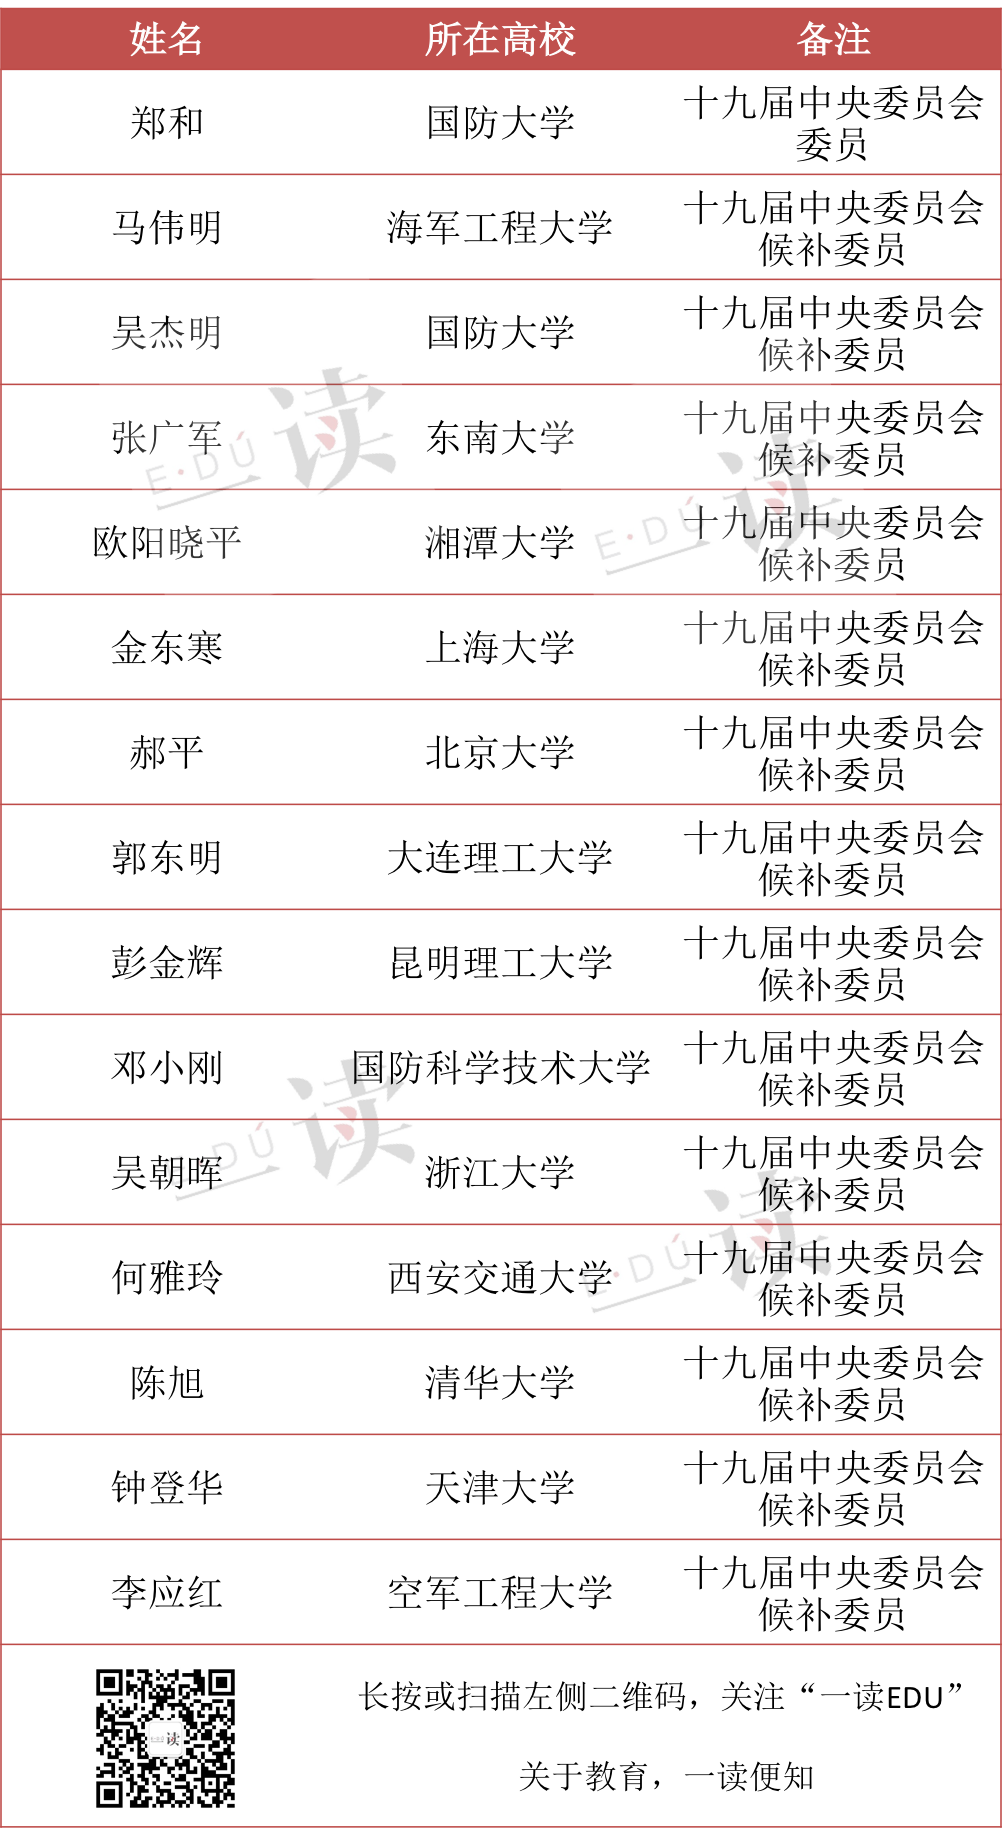 姓名 所在高校 备注
郑和 国防大学 十九届中央委员会
委员
马伟明 海军工程大学 十九届中央委员会
候补委员
吴杰明 国防大学 十九届中央委员会
候补委员
张广军 东南大学 十九届中央委员会
候补委员
欧阳晓平 湘潭大学 十九届中央委员会
候补委员
金东寒 上海大学 十九届中央委员会
候补委员
郝平 北京大学 十九届中央委员会
候补委员
郭东明 大连理工大学 十九届中央委员会
候补委员
彭金辉 昆明理工大学 十九届中央委员会
候补委员
邓小刚 国防科学技术大学 十九届中央委员会
候补委员
吴朝晖 浙江大学 十九届中央委员会
候补委员
何雅玲 西安交通大学 十九届中央委员会
候补委员
陈旭 清华大学 十九届中央委员会
候补委员
钟登华 天津大学 十九届中央委员会
候补委员
李应红 空军工程大学 十九届中央委员会
候补委员
长按或扫描左侧二维码，关注“一读EDU”
关于教育，一读便知
E·DÚ 一读
E·DÚ 一读
E·DÚ 一读
E·DÚ 一读